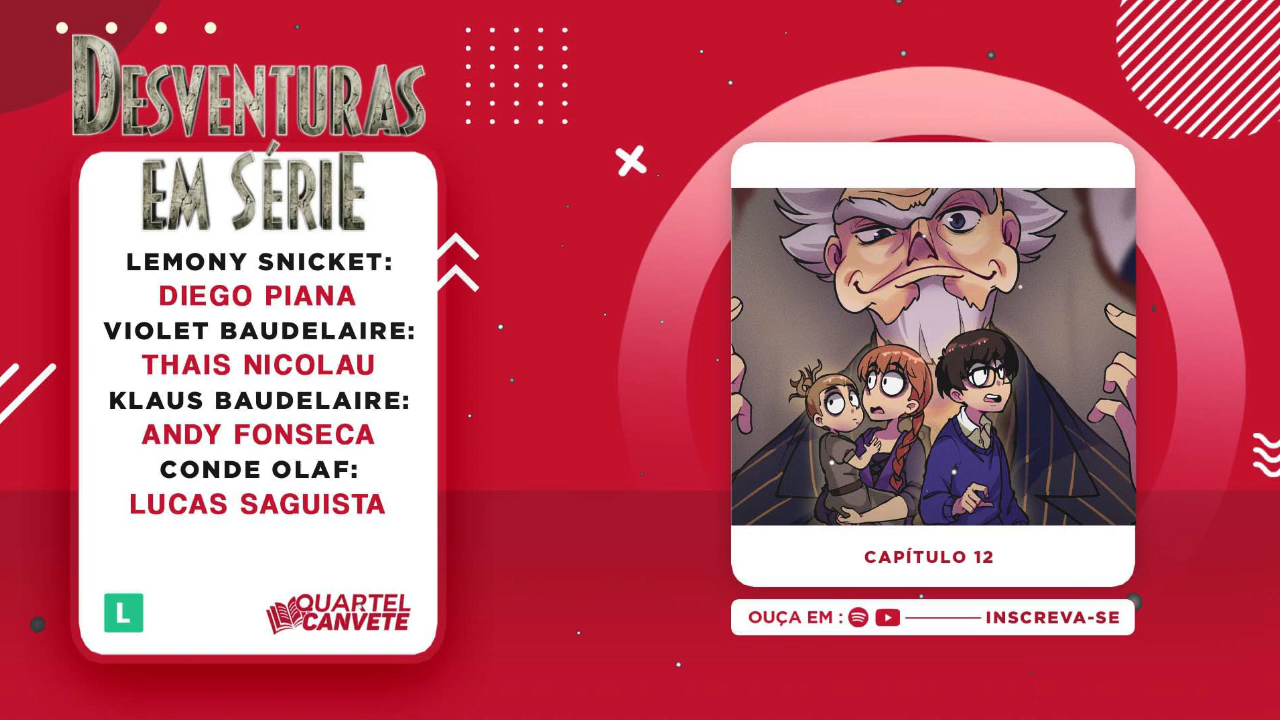 DESVENTURAS
EM SÉRIE
LEMONY SNICKET:
DIEGO PIANA
VIOLET BAUDELAIRE:
THAIS NICOLAU
KLAUS BAUDELAIRE:
ANDY FONSECA
CONDE OLAF:
LUCAS SAGUISTA
L
QUARTEL
CANVETE
CAPÍTULO 12
OUÇA EM :
INSCREVA-SE